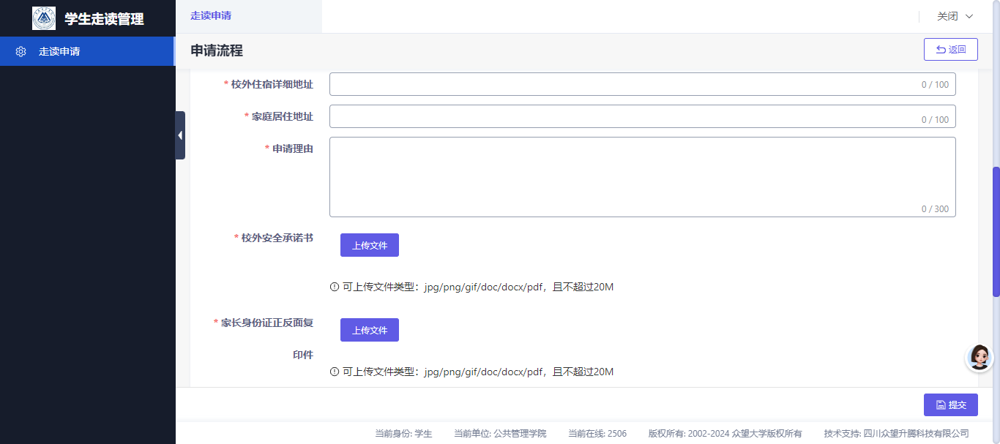 学生走读管理
走读申请
关闭
走读申请
申请流程
返回
* 校外住宿详细地址
0 / 100
* 家庭居住地址
0 / 100
* 申请理由
0 / 300
* 校外安全承诺书
上传文件
可上传文件类型：jpg/png/gif/doc/docx/pdf，且不超过20M
* 家长身份证正反面复
印件
上传文件
可上传文件类型：jpg/png/gif/doc/docx/pdf，且不超过20M
提交
当前身份: 学生 当前单位: 公共管理学院 当前在线: 2506 版权所有: 2002-2024 众望大学版权所有 技术支持: 四川众望升腾科技有限公司